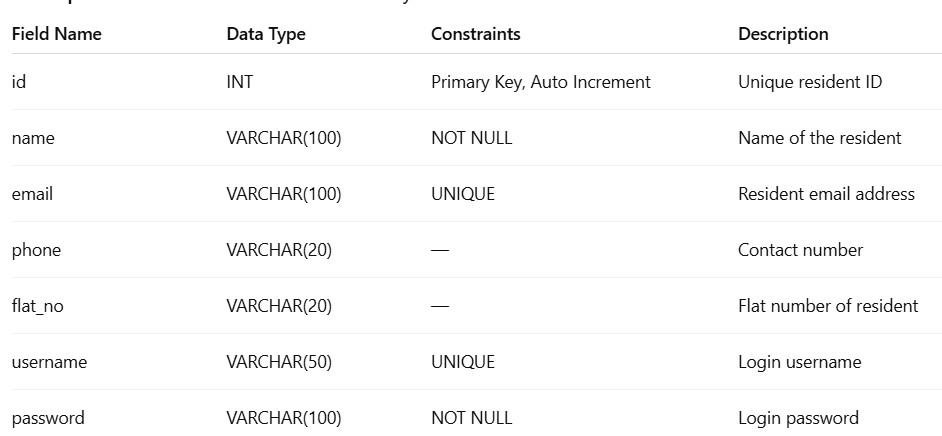 Field Name Data Type Constraints Description
id INT Primary Key, Auto Increment Unique resident ID
name VARCHAR(100) NOT NULL Name of the resident
email VARCHAR(100) UNIQUE Resident email address
phone VARCHAR(20) — Contact number
flat_no VARCHAR(20) — Flat number of resident
username VARCHAR(50) UNIQUE Login username
password VARCHAR(100) NOT NULL Login password